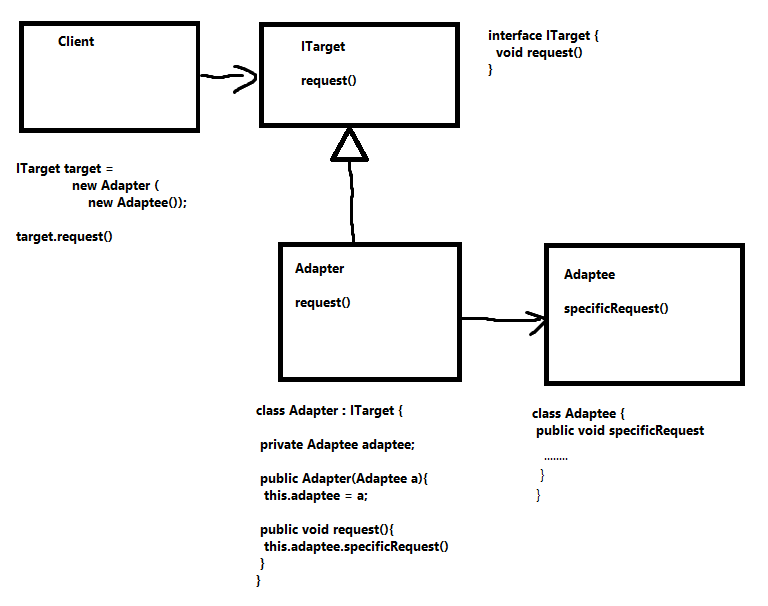 Client
ITarget
request()
interface ITarget {
void request()
}
ITarget target =
new Adapter (
new Adaptee());
target.request()
Adapter
request()
Adaptee
specificRequest()
class Adapter : ITarget {
private Adaptee adaptee;
public Adapter(Adaptee a){
this.adaptee = a;
public void request(){
this.adaptee.specificRequest()
}
}
class Adaptee {
public void specificRequest
........
}
}